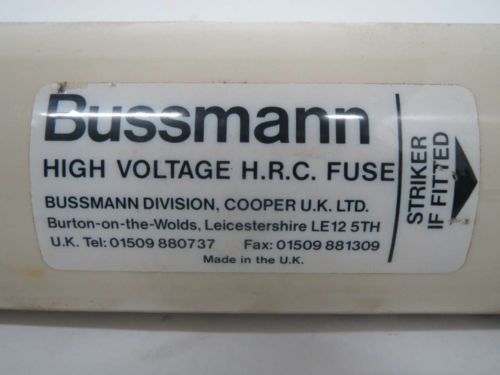 Bussmann
HIGH VOLTAGE H.R.C. FUSE
BUSSMANN DIVISION, COOPER U.K. LTD.
Burton-on-the-Wolds, Leicestershire LE12 5TH
U.K. Tel: 01509 880737 Fax: 01509 881309
Made in the U.K.
STRIKER
IF FITTED